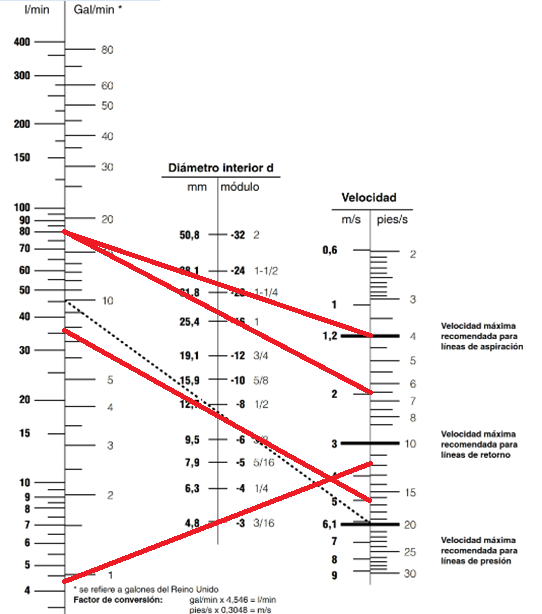 l/min Gal/min *
400
300
200
150
100
90
80
70
60
50
40
30
20
15
10
9
8
7
6
5
4
80
60
50
40
30
20
10
5
4
3
2
1
Diámetro interior d
mm módulo
50,8 -32 2
-24 1-1/2
1-1/4
25,4 1
19,1 -12 3/4
15,9 -10 5/8
-8 1/2
9,5 -6
7,9 -5 5/16
6,3 -4 1/4
4,8 -3 3/16
Velocidad
m/s pies/s
0,6
1
1,2
2
3
5
6,1
7
8
9
2
3
4
5
6
7
8
10
15
20
25
30
Velocidad máxima
recomendada para
líneas de aspiración
Velocidad máxima
recomendada para
líneas de retorno
Velocidad máxima
recomendada para
líneas de presión
* se refiere a galones del Reino Unido
Factor de conversión: gal/min x 4,546 = l/min
pies/s x 0,3048 = m/s